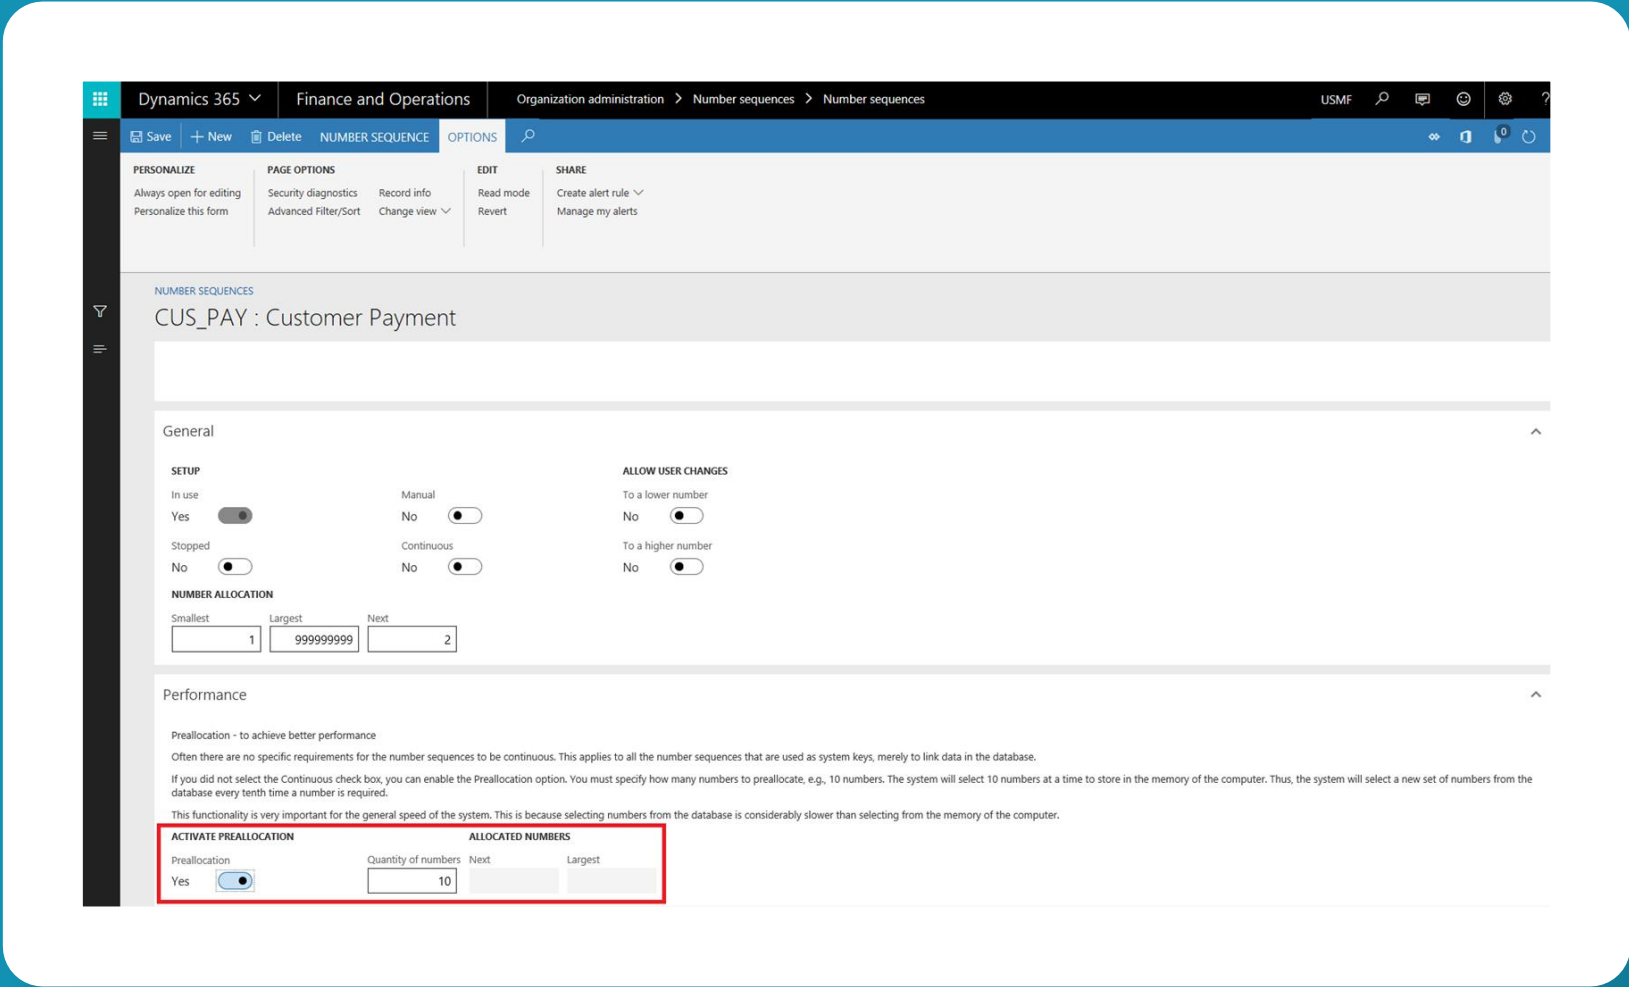 Dynamics 365
Finance and Operations
Organization administration > Number sequences > Number sequences
USMF
?
Save
New
Delete
NUMBER SEQUENCE
OPTIONS
0
PERSONALIZE
Always open for editing
Personalize this form
PAGE OPTIONS
Security diagnostics
Record info
Advanced Filter/Sort
Change view
EDIT
Read mode
Revert
SHARE
Create alert rule
Manage my alerts
NUMBER SEQUENCES
CUS_PAY : Customer Payment
General
SETUP
In use
Yes
Stopped
No
Manual
No
Continuous
No
ALLOW USER CHANGES
To a lower number
No
To a higher number
No
NUMBER ALLOCATION
Smallest
Largest
Next
1
999999999
2
Performance
Preallocation - to achieve better performance
Often there are no specific requirements for the number sequences to be continuous. This applies to all the number sequences that are used as system keys, merely to link data in the database.
If you did not select the Continuous check box, you can enable the Preallocation option. You must specify how many numbers to preallocate, e.g., 10 numbers. The system will select 10 numbers at a time to store in the memory of the computer. Thus, the system will select a new set of numbers from the
database every tenth time a number is required.
This functionality is very important for the general speed of the system. This is because selecting numbers from the database is considerably slower than selecting from the memory of the computer.
ACTIVATE PREALLOCATION
Preallocation
Yes
Quantity of numbers
10
ALLOCATED NUMBERS
Next
Largest